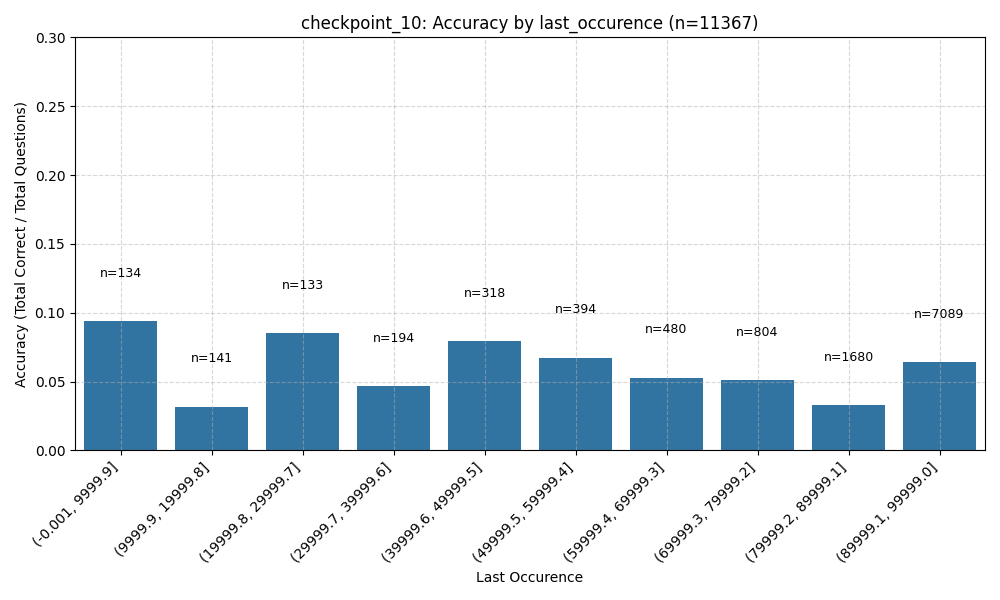 checkpoint_10: Accuracy by last_occurence (n=11367)
Accuracy (Total Correct / Total Questions)
0.30
0.25
0.20
0.15
0.10
0.05
0.00
n=134
n=141
n=133
n=194
n=318
n=394
n=480
n=804
n=1680
n=7089
(-0.001, 9999.9]
(9999.9, 19999.8]
(19999.8, 29999.7]
(29999.7, 39999.6]
(39999.6, 49999.5]
(49999.5, 59999.4]
(59999.4, 69999.3]
(69999.3, 79999.2]
(79999.2, 89999.1]
(89999.1, 99999.0]
Last Occurence